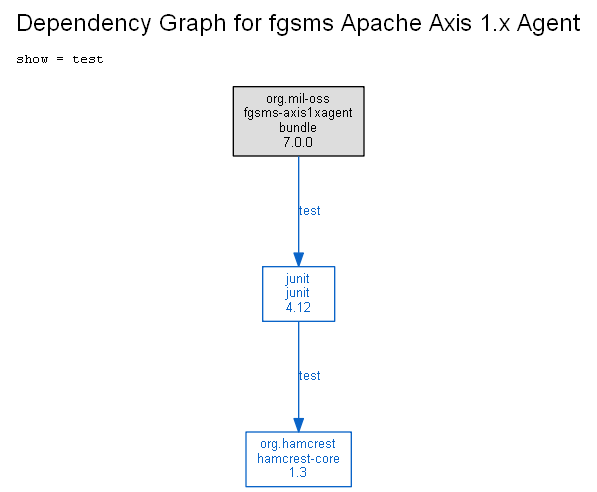 Dependency Graph for fgsms Apache Axis 1.x Agent
show = test
org.mil-oss
fgsms-axis1xagent
bundle
7.0.0
test
junit
junit
4.12
test
org.hamcrest
hamcrest-core
1.3